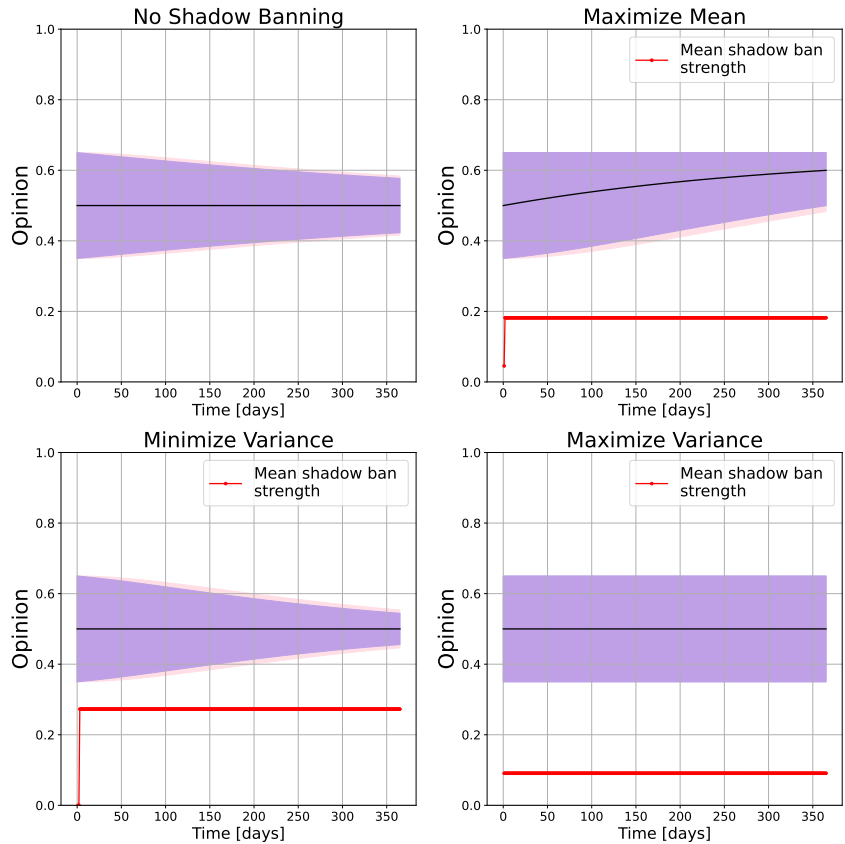 No Shadow Banning
1.0
0.8
0.6
0.4
0.2
0.0
Opinion
0 50 100 150 200 250 300 350
Time [days]
Maximize Mean
Mean shadow ban
strength
1.0
0.8
0.6
0.4
0.2
0.0
Opinion
0 50 100 150 200 250 300 350
Time [days]
Minimize Variance
Mean shadow ban
strength
1.0
0.8
0.6
0.4
0.2
0.0
Opinion
0 50 100 150 200 250 300 350
Time [days]
Maximize Variance
Mean shadow ban
strength
1.0
0.8
0.6
0.4
0.2
0.0
Opinion
0 50 100 150 200 250 300 350
Time [days]